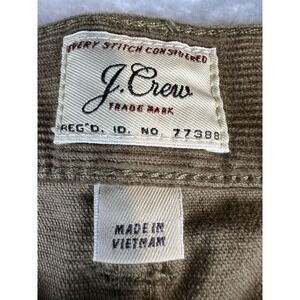 EVERY STITCH CONSIDERED
J.Crew
TRADE MARK
REG'D. ID. NO. 77388
MADE IN
VIETNAM